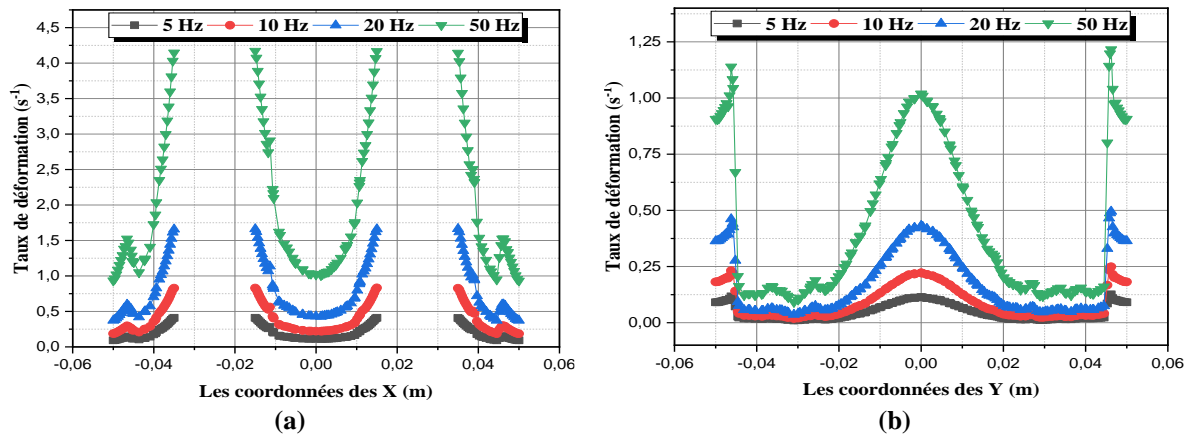 5 Hz 10 Hz 20 Hz 50 Hz
4,5
4,0
3,5
3,0
2,5
2,0
1,5
1,0
0,5
0,0
Taux de déformation (s⁻¹)
-0,06 -0,04 -0,02 0,00 0,02 0,04 0,06
Les coordonnées des X (m)
(a)
5 Hz 10 Hz 20 Hz 50 Hz
1,25
1,00
0,75
0,50
0,25
0,00
Taux de déformation (s⁻¹)
-0,06 -0,04 -0,02 0,00 0,02 0,04 0,06
Les coordonnées des Y (m)
(b)